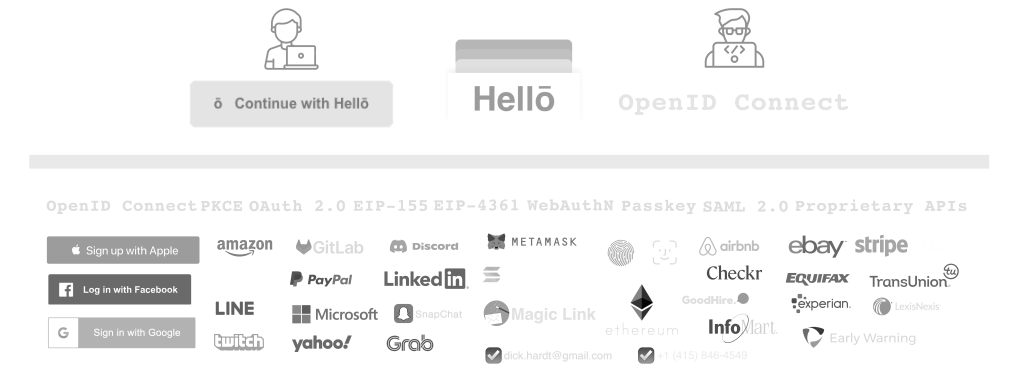 ō Continue with Hellō
Hellō
</>
OpenID Connect
OpenID Connect PKCE OAuth 2.0 EIP-155 EIP-4361 WebAuthN Passkey SAML 2.0 Proprietary APIs
Sign up with Apple
amazon
GitLab
Discord
METAMASK
airbnb
ebay
stripe
Log in with Facebook
PayPal
LinkedIn
Checkr
EQUIFAX
TransUnion tu
LINE
Microsoft
SnapChat
Magic Link
ethereum
GoodHire
experian.
LexisNexis
G Sign in with Google
twitch
yahoo!
Grab
InfoMart
Early Warning
dick.hardt@gmail.com
+1 (415) 846-4549